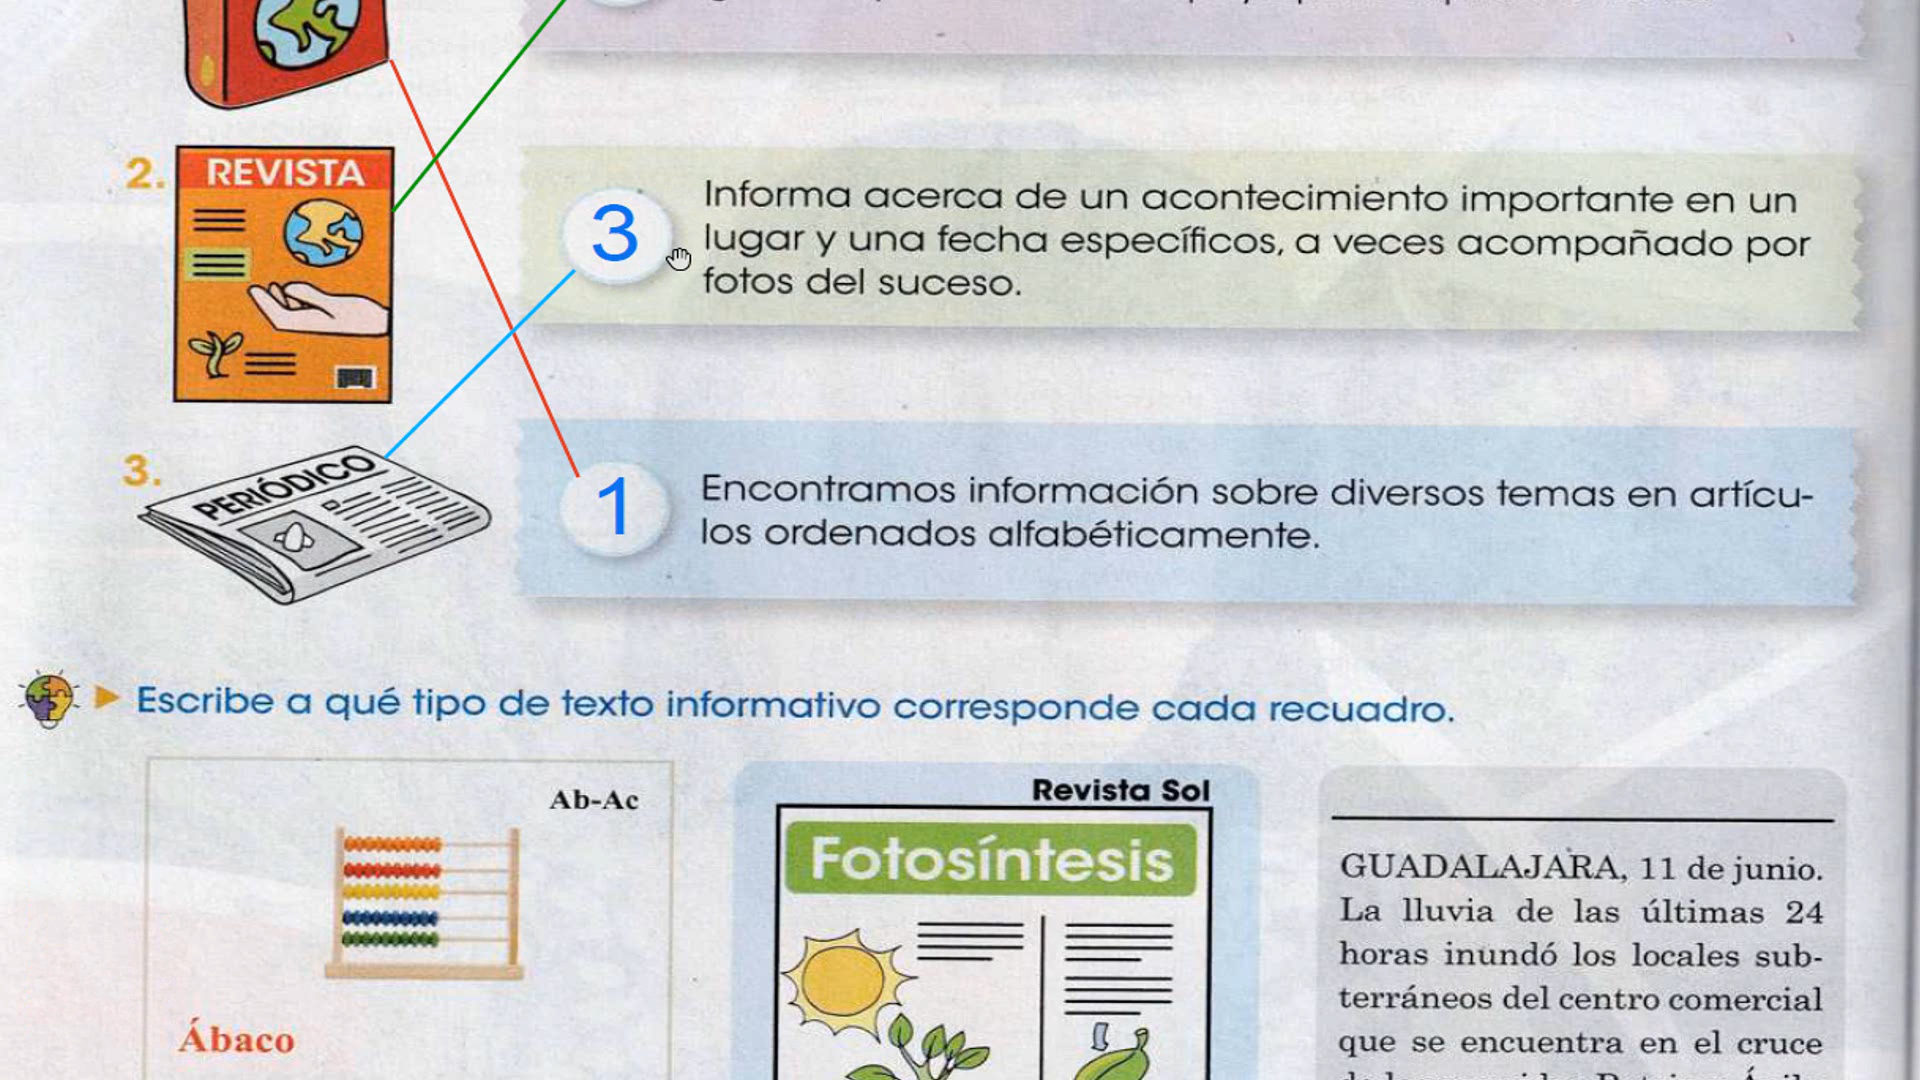 2.
REVISTA
3
Informa acerca de un acontecimiento importante en un
lugar y una fecha específicos, a veces acompañado por
fotos del suceso.
3.
PERIÓDICO
1
Encontramos información sobre diversos temas en artícu-
los ordenados alfabéticamente.
Escribe a qué tipo de texto informativo corresponde cada recuadro.
Ab-Ac
Ábaco
Revista Sol
Fotosíntesis
GUADALAJARA, 11 de junio.
La lluvia de las últimas 24
horas inundó los locales sub-
terráneos del centro comercial
que se encuentra en el cruce